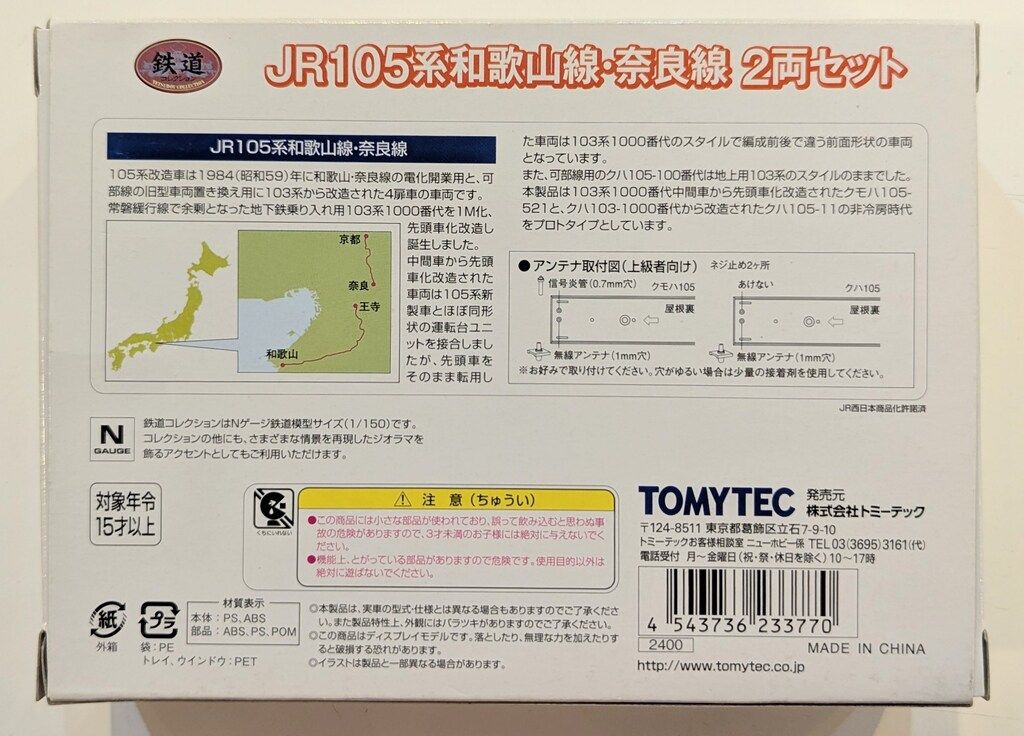 鉄道
コレクション
JR105系和歌山線・奈良線 2両セット
JR105系和歌山線・奈良線
105系改造車は1984(昭和59)年に和歌山・奈良線の電化開業用と、可
部線の旧型車両置き換え用に103系から改造された4扉車の車両です。
常磐緩行線で余剰となった地下鉄乗り入れ用103系1000番代を1M化、
先頭車化改造し
誕生しました。
中間車から先頭
車化改造された
車両は105系新
製車とほぼ同形
状の運転台ユニ
ットを接合しまし
たが、先頭車を
そのまま転用し
京都
奈良
王寺
和歌山
た車両は103系1000番代のスタイルで編成前後で違う前面形状の車両
となっています。
また、可部線用のクハ105-100番代は地上用103系のスタイルのままでした。
本製品は103系1000番代中間車から先頭車化改造されたクモハ105-
521と、クハ103-1000番代から改造されたクハ105-11の非冷房時代
をプロトタイプとしています。
●アンテナ取付図(上級者向け) ネジ止め2ヶ所
信号炎管(0.7mm穴) クモハ105
屋根裏
無線アンテナ(1mm穴)
あけない クハ105
屋根裏
無線アンテナ(1mm穴)
※お好みで取り付けてください。穴がゆるい場合は少量の接着剤を使用してください。
JR西日本商品化許諾済
N
GAUGE
鉄道コレクションはNゲージ鉄道模型サイズ(1/150)です。
コレクションの他にも、さまざまな情景を再現したジオラマを
飾るアクセントとしてもご利用いただけます。
対象年令
15才以上
くちにいれない
⚠ 注 意 (ちゅうい)
●この商品には小さな部品が使われており、誤って飲み込むと思わぬ事
故の危険がありますので、3才未満のお子様には絶対に与えないでく
ださい。
●機能上、とがっている部品がありますので危険です。使用目的以外は
絶対に遊ばないでください。
TOMYTEC 発売元
株式会社トミーテック
〒124-8511 東京都葛飾区立石7-9-10
トミーテックお客様相談室 ニューホビー係 TEL 03(3695)3161(代)
電話受付 月~金曜日(祝・祭・休日を除く)10~17時
紙
外箱
プラ
袋:PE
トレイ、ウインドウ:PET
材質表示
本体:PS、ABS
部品:ABS、PS、POM
◎本製品は、実車の型式・仕様とは異なる場合もありますのでご了承くださ
い。また製品特性上、外観にはバラツキがありますのでご了承ください。
◎この商品はディスプレイモデルです。落としたり、無理な力を加えたりす
ると破損する恐れがあります。
◎イラストは製品と一部異なる場合があります。
4 543736 233770
2400
MADE IN CHINA
http://www.tomytec.co.jp